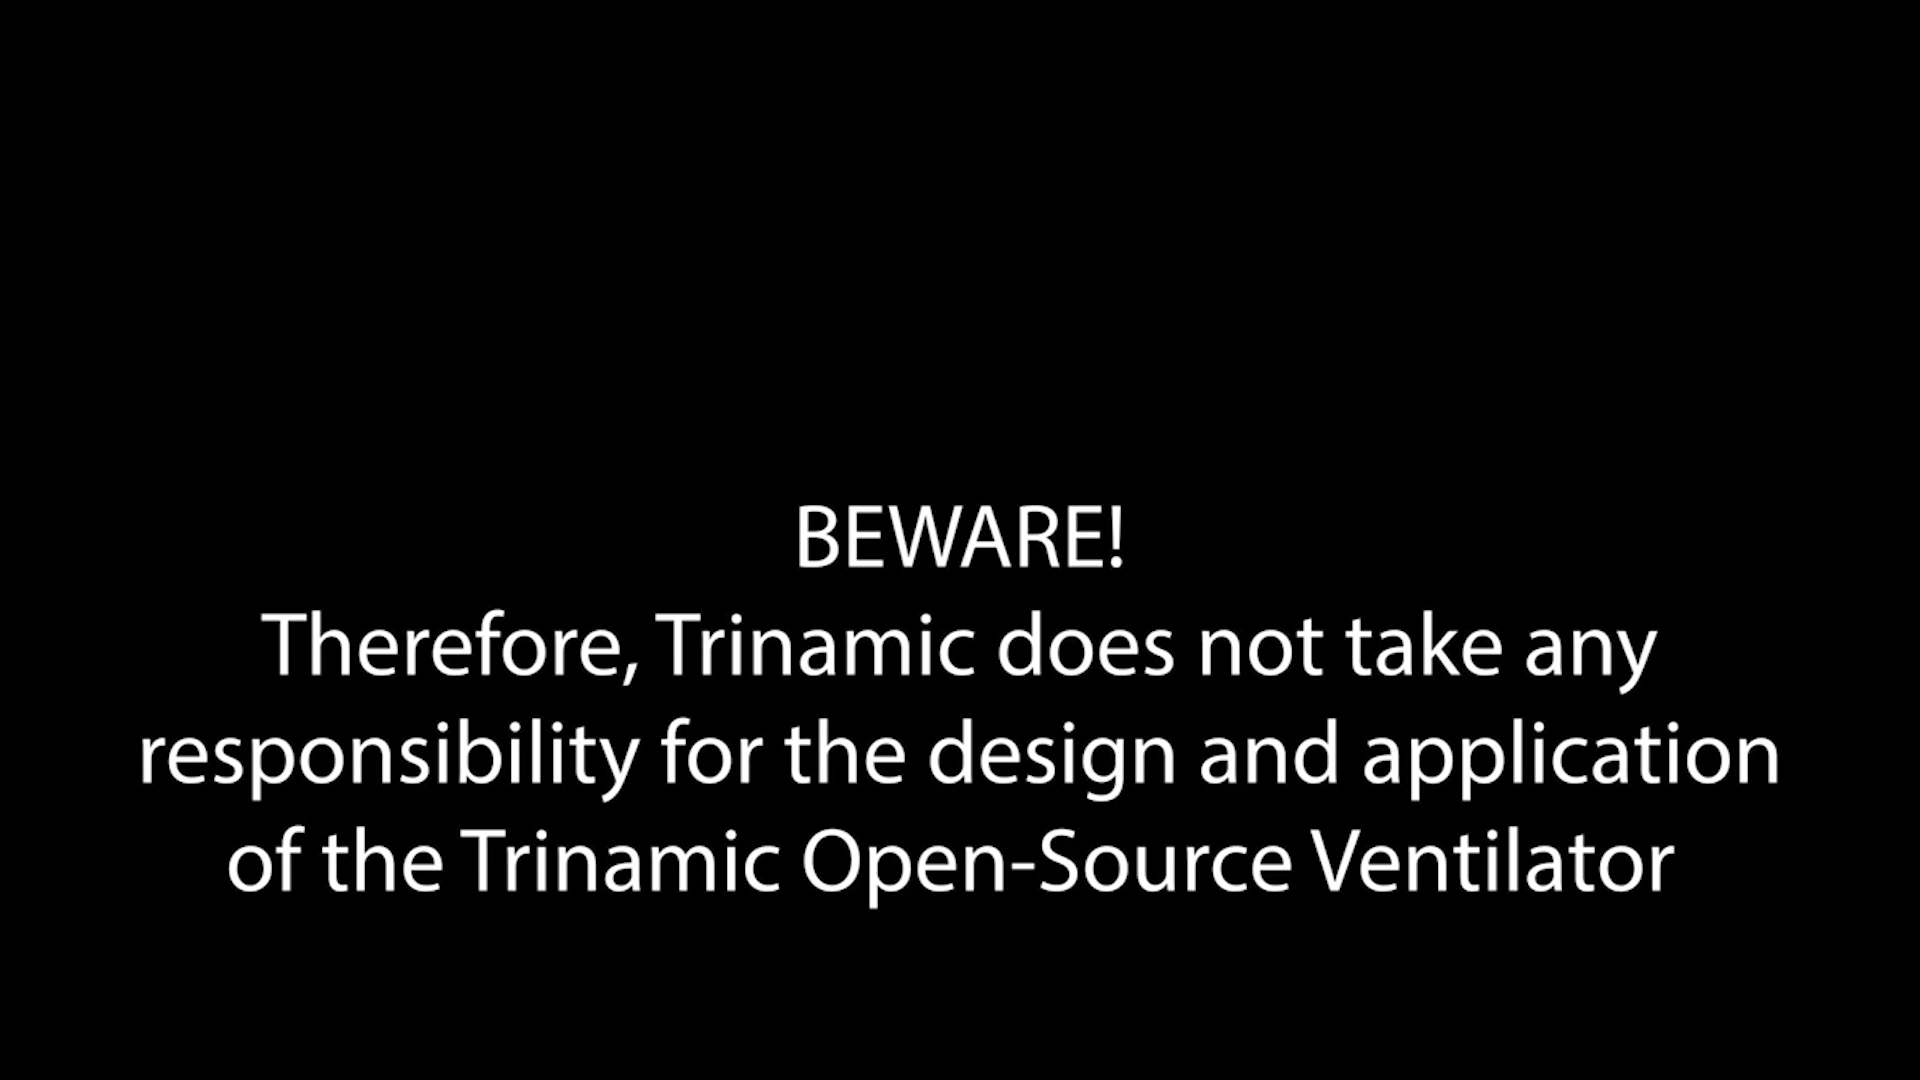 BEWARE!
Therefore, Trinamic does not take any
responsibility for the design and application
of the Trinamic Open-Source Ventilator